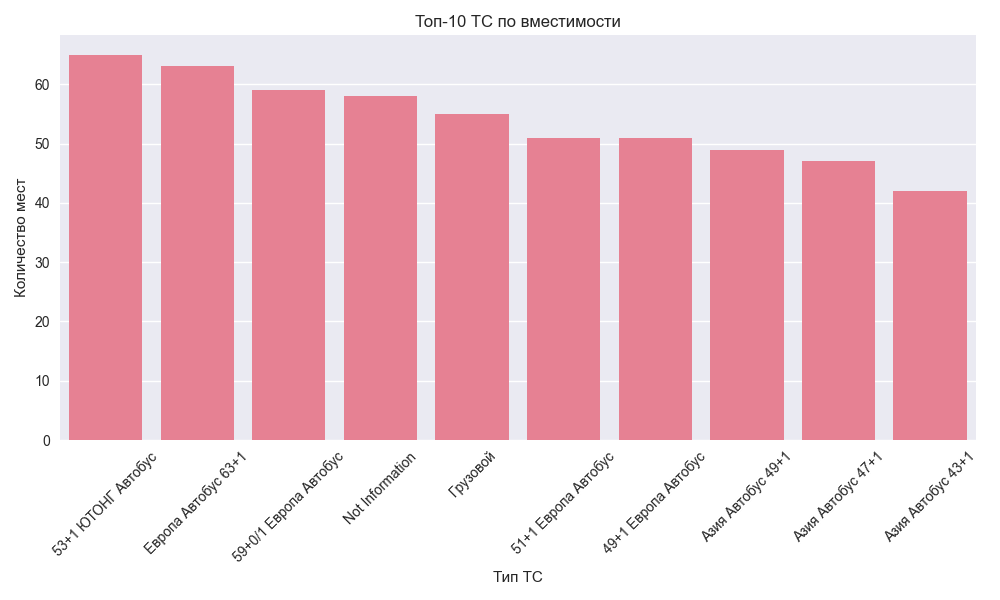 Топ-10 ТС по вместимости
Количество мест
60
50
40
30
20
10
0
53+1 ЮТОНГ Автобус
Европа Автобус 63+1
59+0/1 Европа Автобус
Not Information
Грузовой
51+1 Европа Автобус
49+1 Европа Автобус
Азия Автобус 49+1
Азия Автобус 47+1
Азия Автобус 43+1
Тип ТС